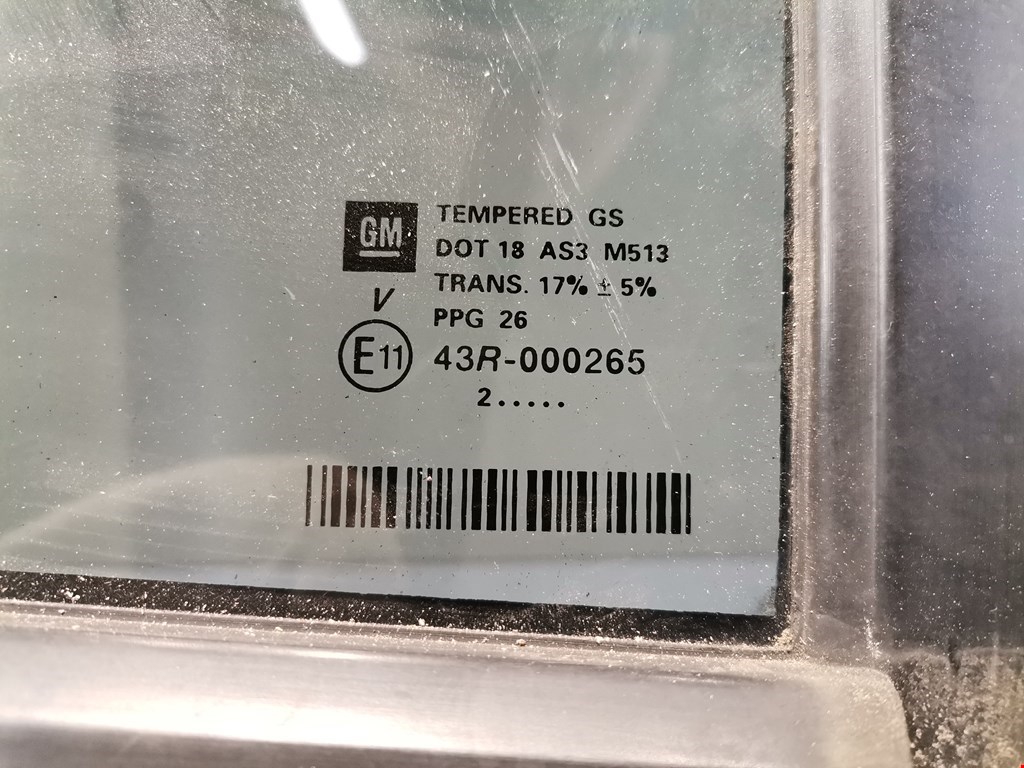 GM
TEMPERED GS
DOT 18 AS3 M513
TRANS. 17% ± 5%
V
PPG 26
E11 43R-000265
2.....